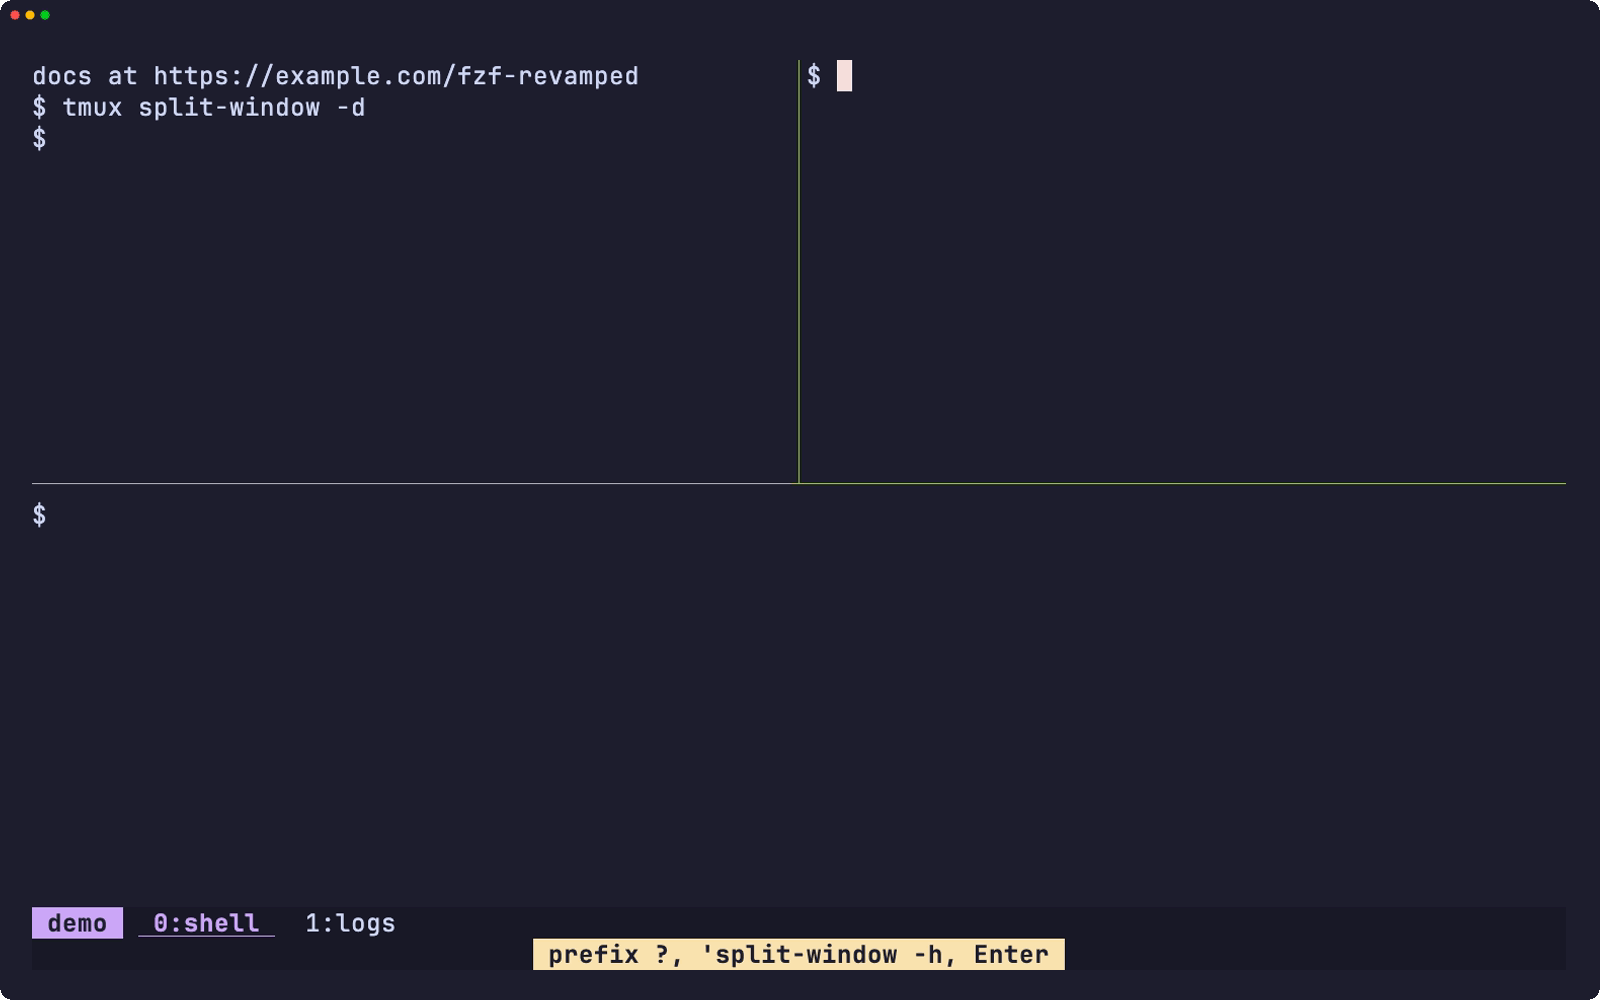 docs at https://example.com/fzf-revamped
$ tmux split-window -d
$
$
$
demo 0:shell 1:logs
prefix ?, 'split-window -h, Enter